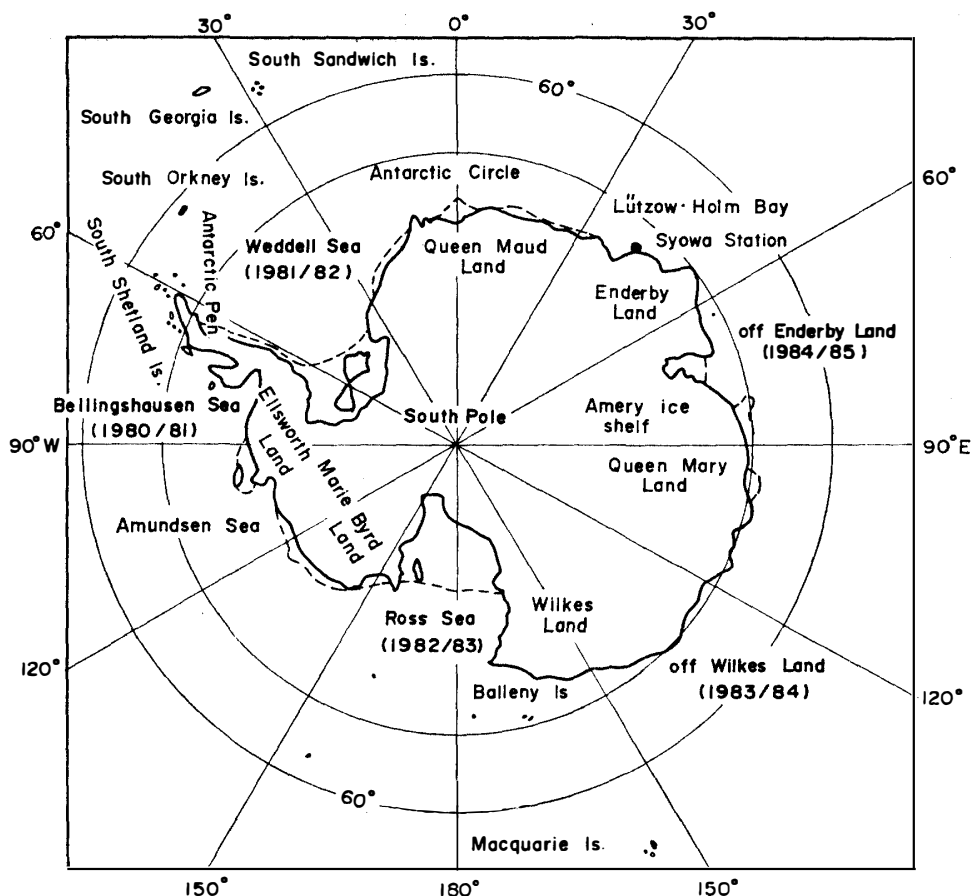 30°
0°
30°
South Sandwich Is.
60°
South Georgia Is.
Antarctic Circle
60°
South Orkney Is.
Lützow-Holm Bay
Syowa Station
60°
Antarctic Pen
Weddell Sea
(1981/82)
Queen Maud
Land
South Shetland Is.
Enderby
Land
off Enderby Land
(1984/85)
Bellingshausen Sea
(1980/81)
South Pole
Amery ice
shelf
90°W
90°E
Ellsworth
Land
Marie Byrd
Land
Queen Mary
Land
Amundsen Sea
Ross Sea
(1982/83)
Wilkes
Land
120°
off Wilkes Land
(1983/84)
Balleny Is
120°
60°
Macquarie Is.
150°
180°
150°